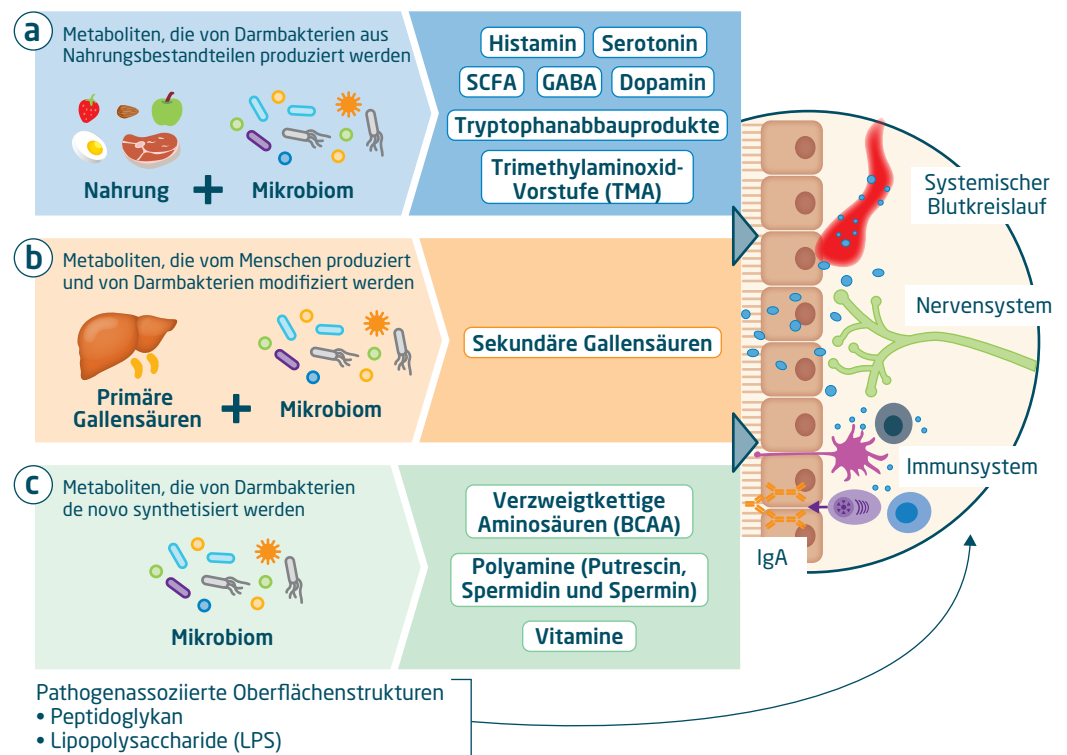 a
Metaboliten, die von Darmbakterien aus
Nahrungsbestandteilen produziert werden
Nahrung + Mikrobiom
Histamin Serotonin
SCFA GABA Dopamin
Tryptophanabbauprodukte
Trimethylaminoxid-
Vorstufe (TMA)
b
Metaboliten, die vom Menschen produziert
und von Darmbakterien modifiziert werden
Primäre
Gallensäuren + Mikrobiom
Sekundäre Gallensäuren
c
Metaboliten, die von Darmbakterien
de novo synthetisiert werden
Mikrobiom
Verzweigtkettige
Aminosäuren (BCAA)
Polyamine (Putrescin,
Spermidin und Spermin)
Vitamine
Systemischer
Blutkreislauf
Nervensystem
Immunsystem
IgA
Pathogenassoziierte Oberflächenstrukturen
• Peptidoglykan
• Lipopolysaccharide (LPS)